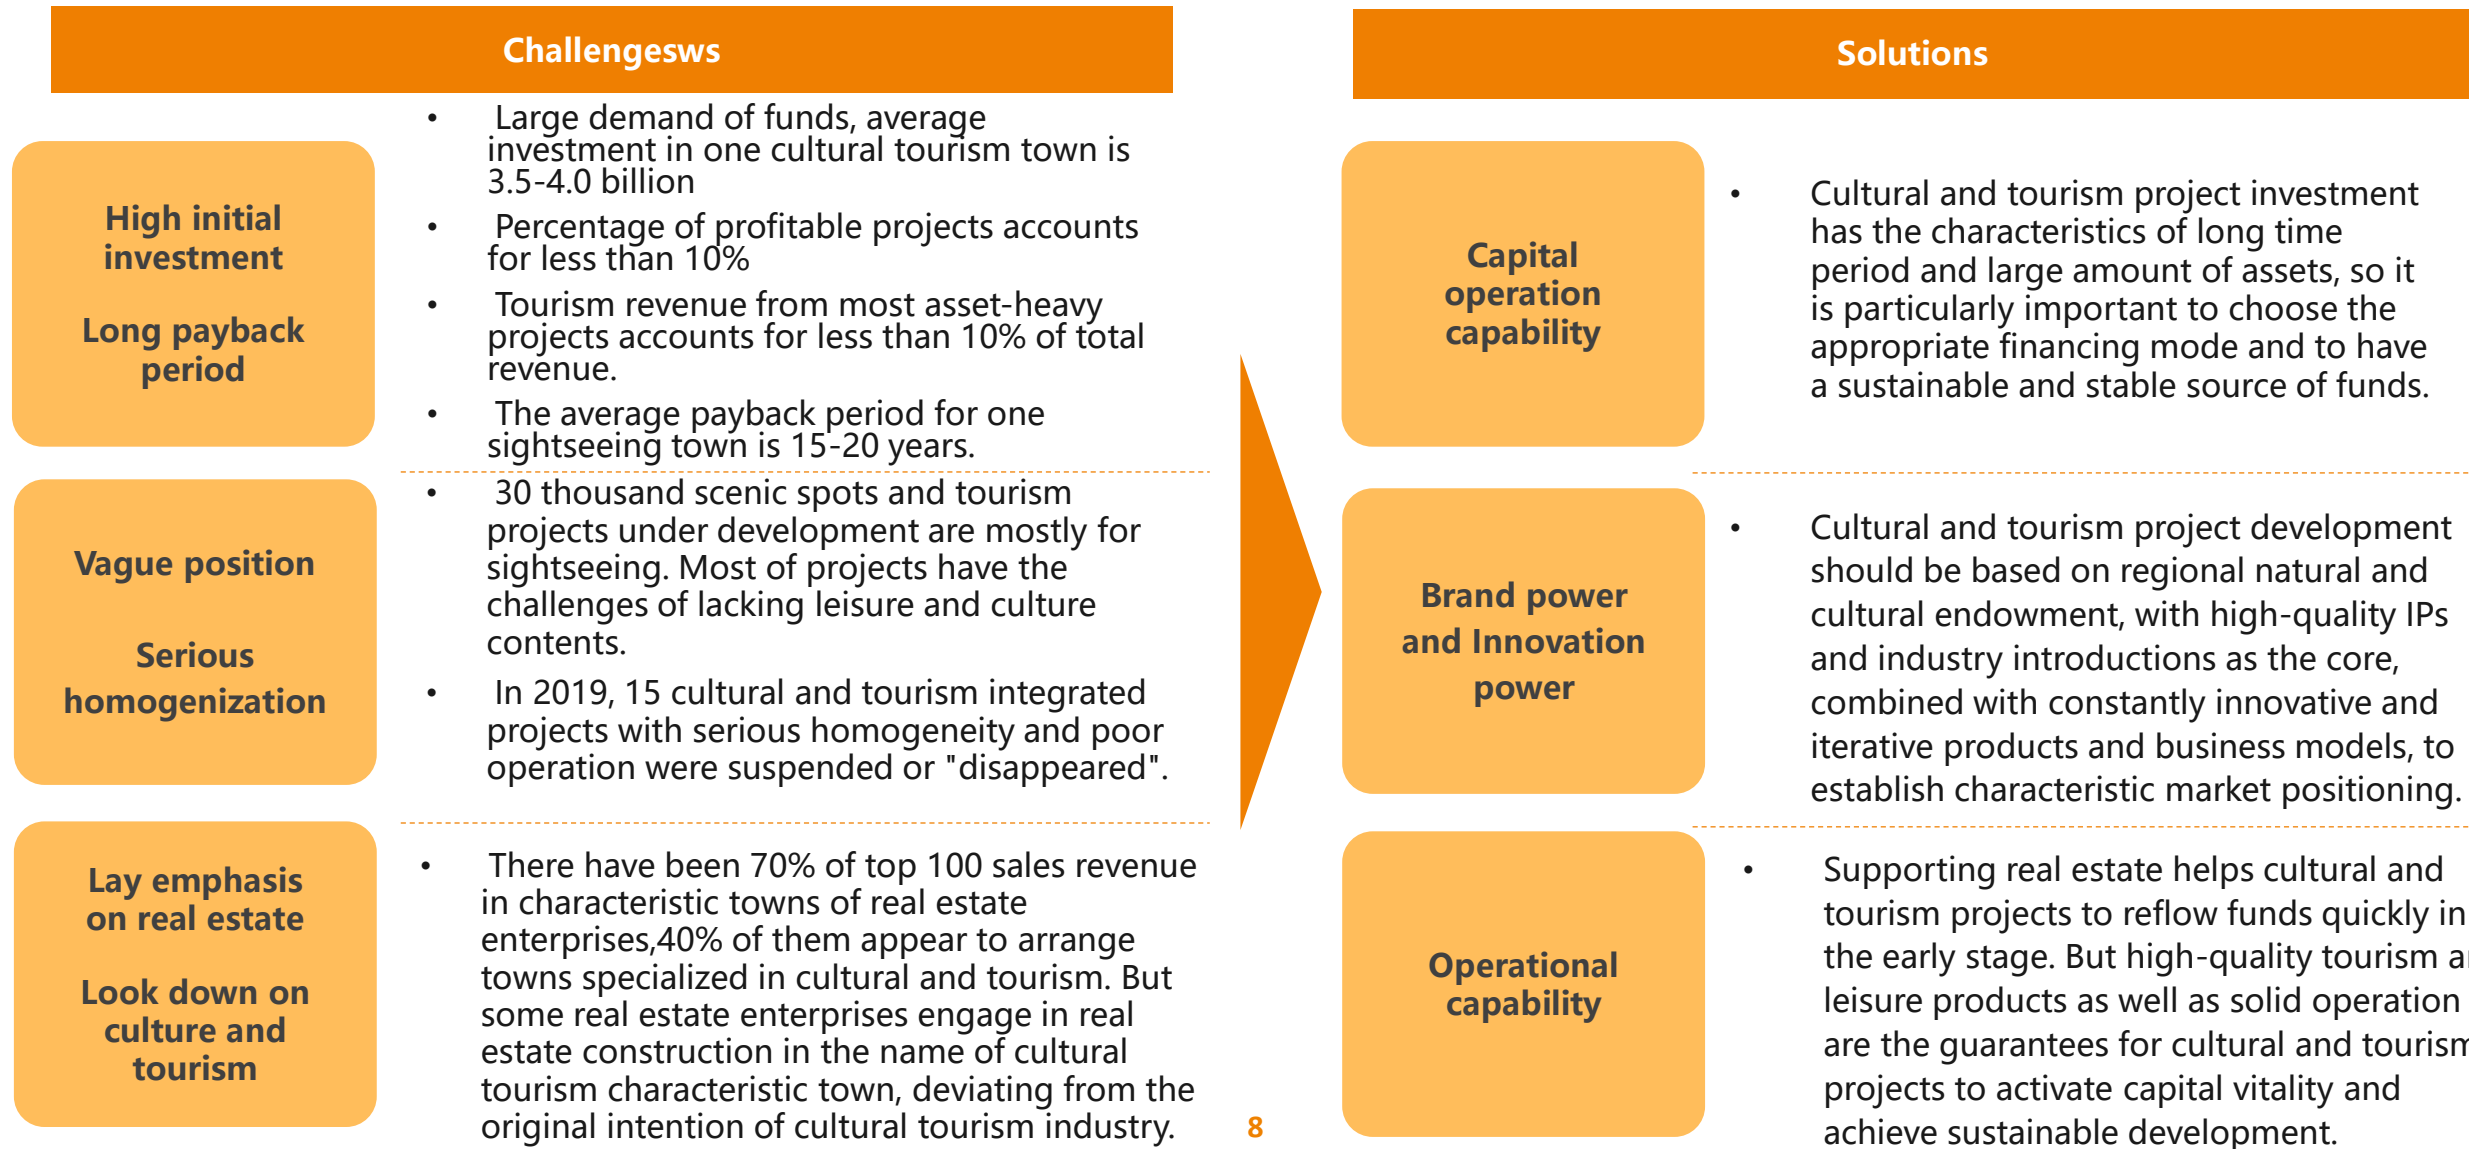 Challengesws
High initial
investment
Long payback
period
• Large demand of funds, average
investment in one cultural tourism town is
3.5-4.0 billion
• Percentage of profitable projects accounts
for less than 10%
• Tourism revenue from most asset-heavy
projects accounts for less than 10% of total
revenue.
• The average payback period for one
sightseeing town is 15-20 years.
Vague position
Serious
homogenization
• 30 thousand scenic spots and tourism
projects under development are mostly for
sightseeing. Most of projects have the
challenges of lacking leisure and culture
contents.
• In 2019, 15 cultural and tourism integrated
projects with serious homogeneity and poor
operation were suspended or "disappeared".
Lay emphasis
on real estate
Look down on
culture and
tourism
• There have been 70% of top 100 sales revenue
in characteristic towns of real estate
enterprises,40% of them appear to arrange
towns specialized in cultural and tourism. But
some real estate enterprises engage in real
estate construction in the name of cultural
tourism characteristic town, deviating from the
original intention of cultural tourism industry.
Solutions
Capital
operation
capability
• Cultural and tourism project investment
has the characteristics of long time
period and large amount of assets, so it
is particularly important to choose the
appropriate financing mode and to have
a sustainable and stable source of funds.
Brand power
and Innovation
power
• Cultural and tourism project development
should be based on regional natural and
cultural endowment, with high-quality IPs
and industry introductions as the core,
combined with constantly innovative and
iterative products and business models, to
establish characteristic market positioning.
Operational
capability
• Supporting real estate helps cultural and
tourism projects to reflow funds quickly in
the early stage. But high-quality tourism
leisure products as well as solid operation
are the guarantees for cultural and tourism
projects to activate capital vitality and
achieve sustainable development.
8